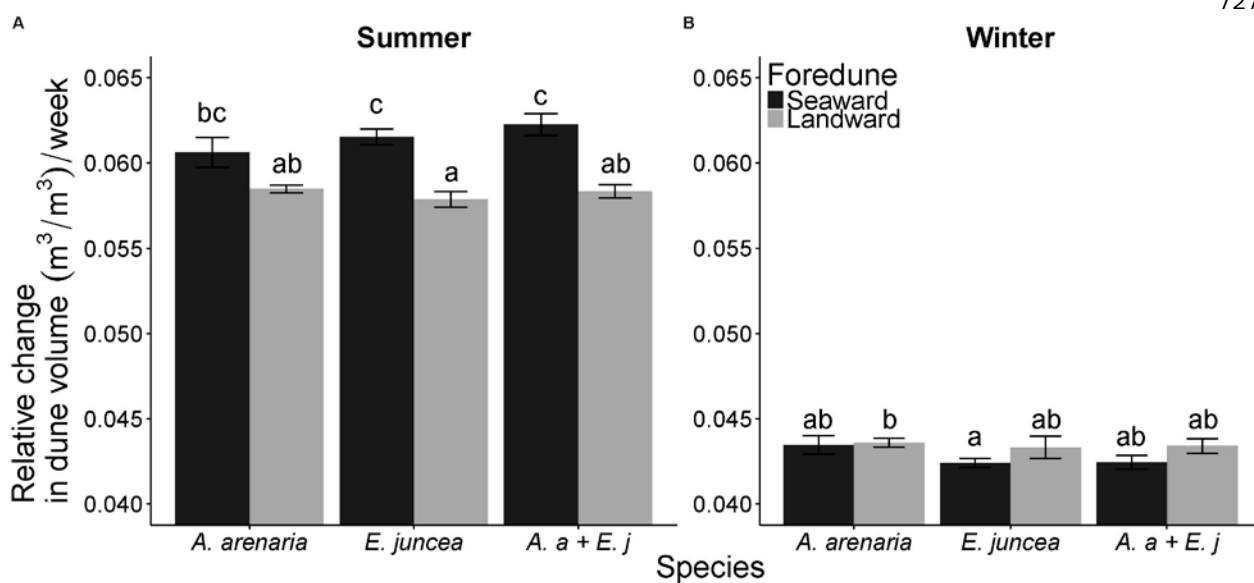 727
A
Summer
B
Winter
Relative change
in dune volume (m³/m³)/week
0.065
0.060
0.055
0.050
0.045
0.040
bc
ab
c
a
c
ab
A. arenaria
E. juncea
A. a + E. j
0.065
0.060
0.055
0.050
0.045
0.040
Foredune
Seaward
Landward
ab
b
a
ab
ab
ab
A. arenaria
E. juncea
A. a + E. j
Species